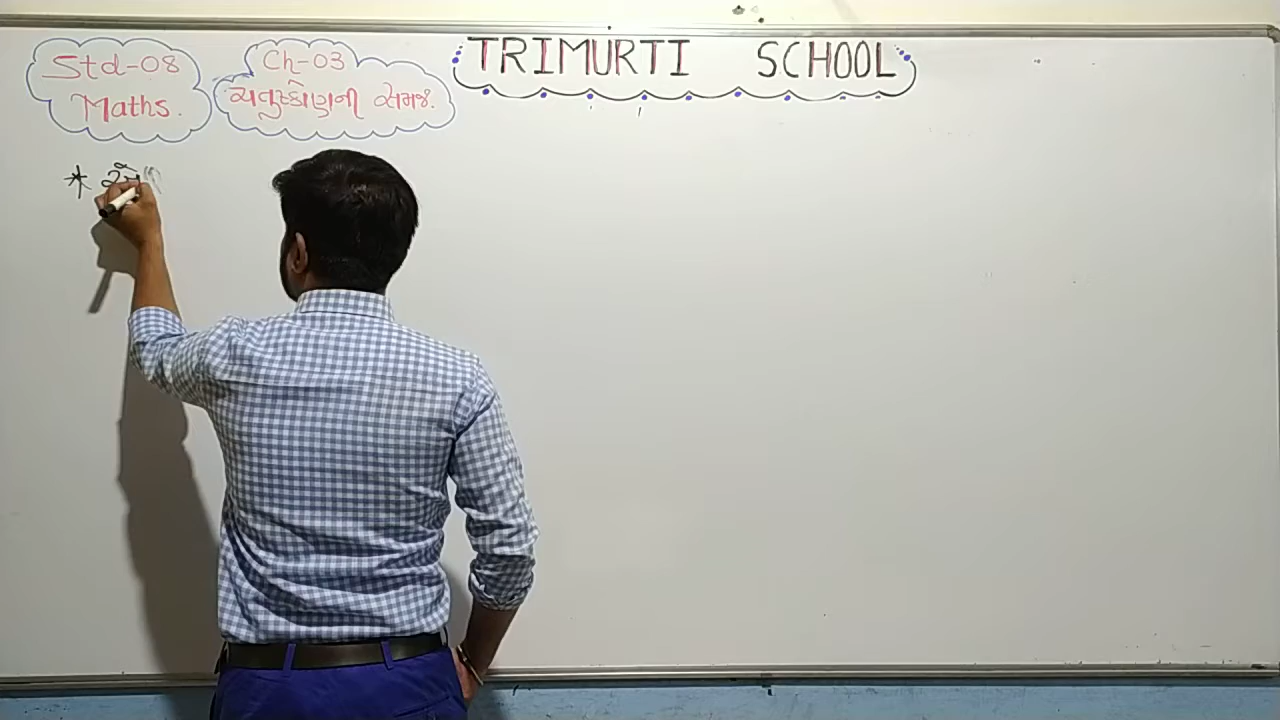 TRIMURTI SCHOOL
Std-08
Maths.
Ch-03
ચતુષ્કોણની સમજ.
*